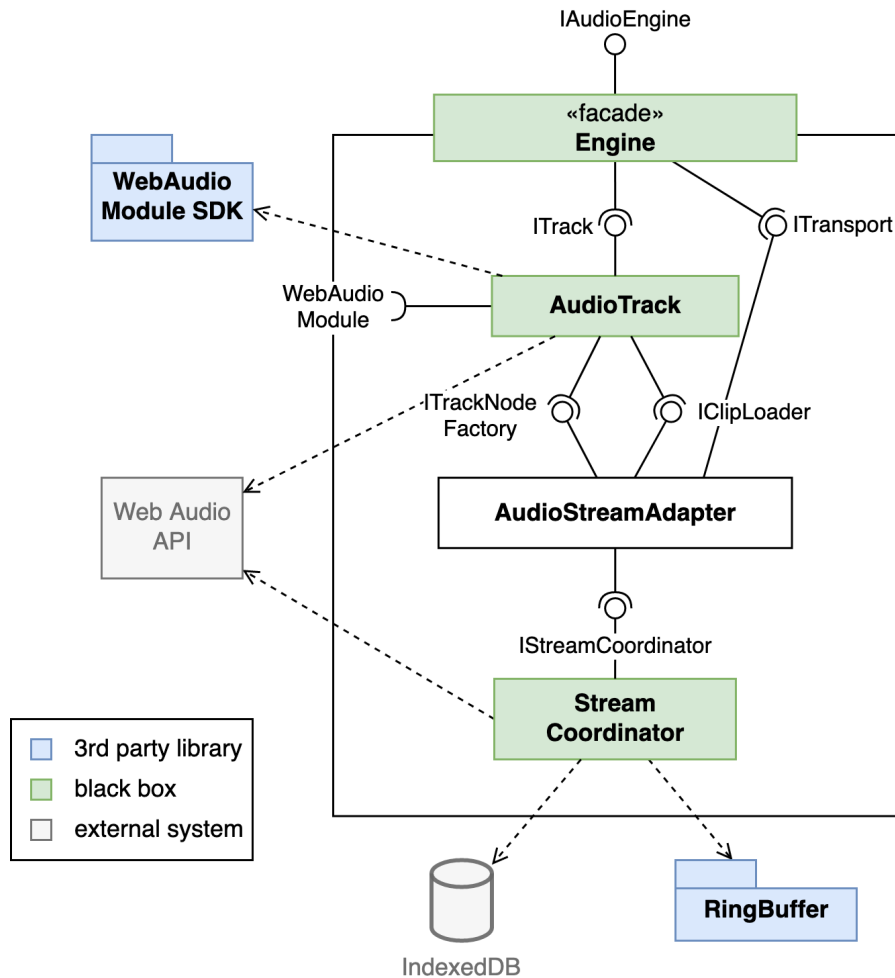 IAudioEngine
«facade»
Engine
WebAudio
Module SDK
ITrack
ITransport
WebAudio
Module
AudioTrack
ITrackNode
Factory
IClipLoader
Web Audio
API
AudioStreamAdapter
IStreamCoordinator
Stream
Coordinator
3rd party library
black box
external system
RingBuffer
IndexedDB